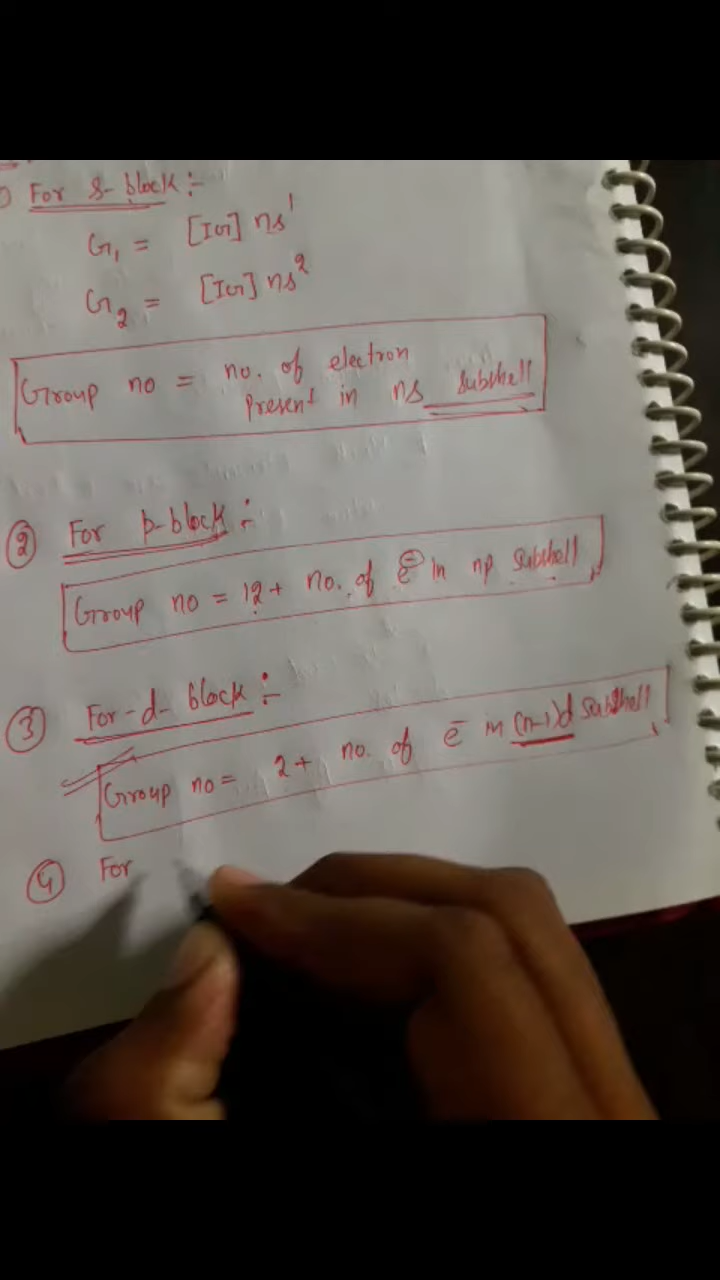 ) For S-block :-
G₁ = [IG] ns¹
G₂ = [IG] ns²
Group no = no. of electron
present in ns subshell
② For p-block :-
Group no = 12 + no. of e⁻ in np subshell
③ For-d-block :-
Group no = 2 + no. of e⁻ in (n-1)d subshell
④ For